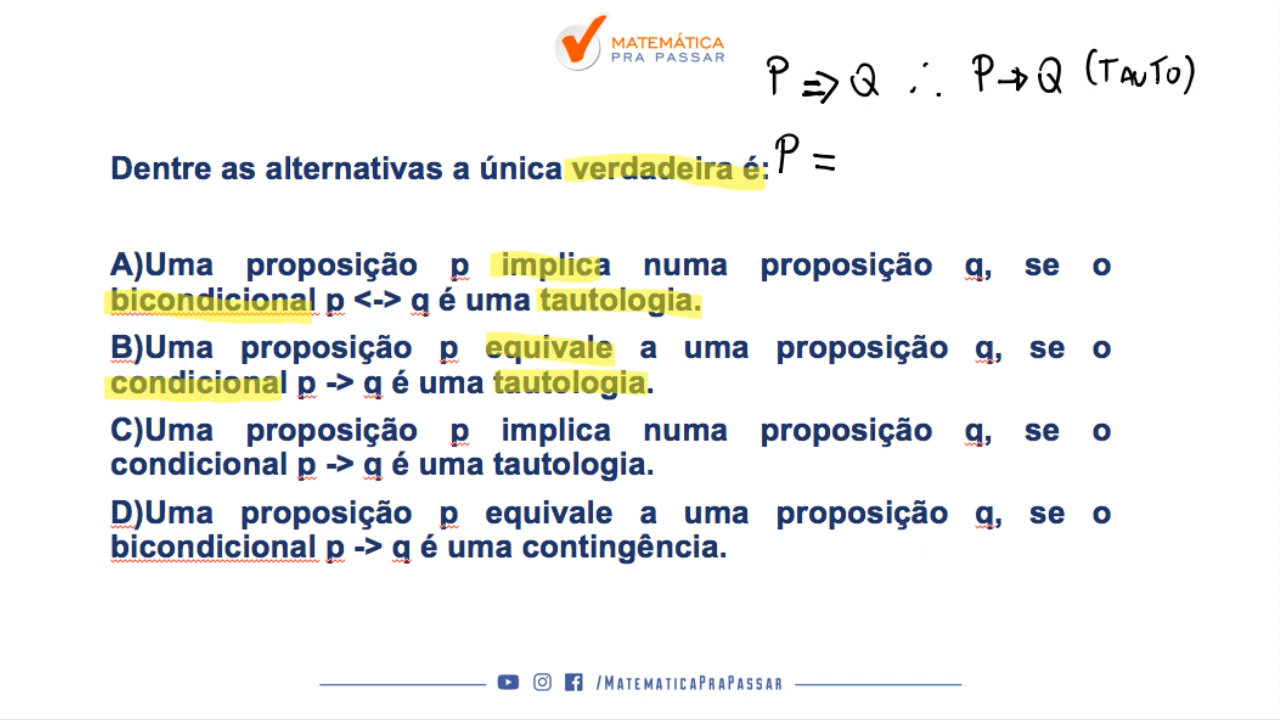 MATEMÁTICA
PRA PASSAR
P ⇒ Q ∴ P → Q (TAUTO)
Dentre as alternativas a única verdadeira é:
P =
A)Uma proposição p implica numa proposição q, se o
bicondicional p <-> q é uma tautologia.
B)Uma proposição p equivale a uma proposição q, se o
condicional p -> q é uma tautologia.
C)Uma proposição p implica numa proposição q, se o
condicional p -> q é uma tautologia.
D)Uma proposição p equivale a uma proposição q, se o
bicondicional p -> q é uma contingência.
/MATEMATICAPRAPASSAR